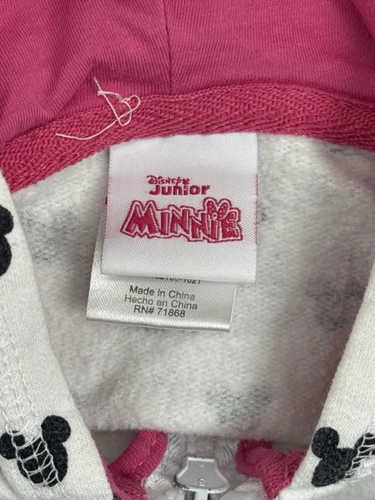 Disney
Junior
MINNIE
Made in China
Hecho en China
RN# 71868